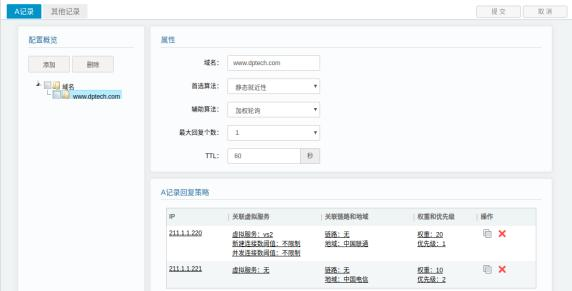 A记录 其他记录 提 交 取 消
配置概览
添加 删除
域名
www.dptech.com
属性
域名: www.dptech.com
首选算法: 静态就近性
辅助算法: 加权轮询
最大回复个数: 1
TTL: 60 秒
A记录回复策略
IP 关联虚拟服务 关联链路和地域 权重和优先级 操作
211.1.1.220 虚拟服务: vs2 链路: 无 权重: 20
新建连接数阈值: 不限制 地域: 中国联通 优先级: 1
并发连接数阈值: 不限制
211.1.1.221 虚拟服务: 无 链路: 无 权重: 10
地域: 中国电信 优先级: 2